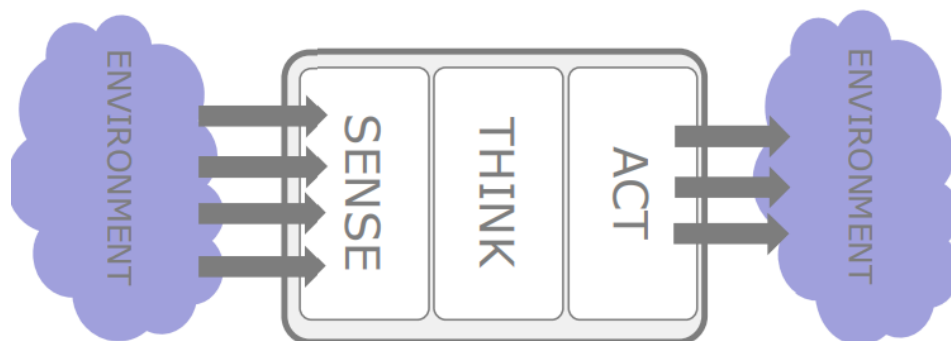 ENVIRONMENT
SENSE
THINK
ACT
ENVIRONMENT